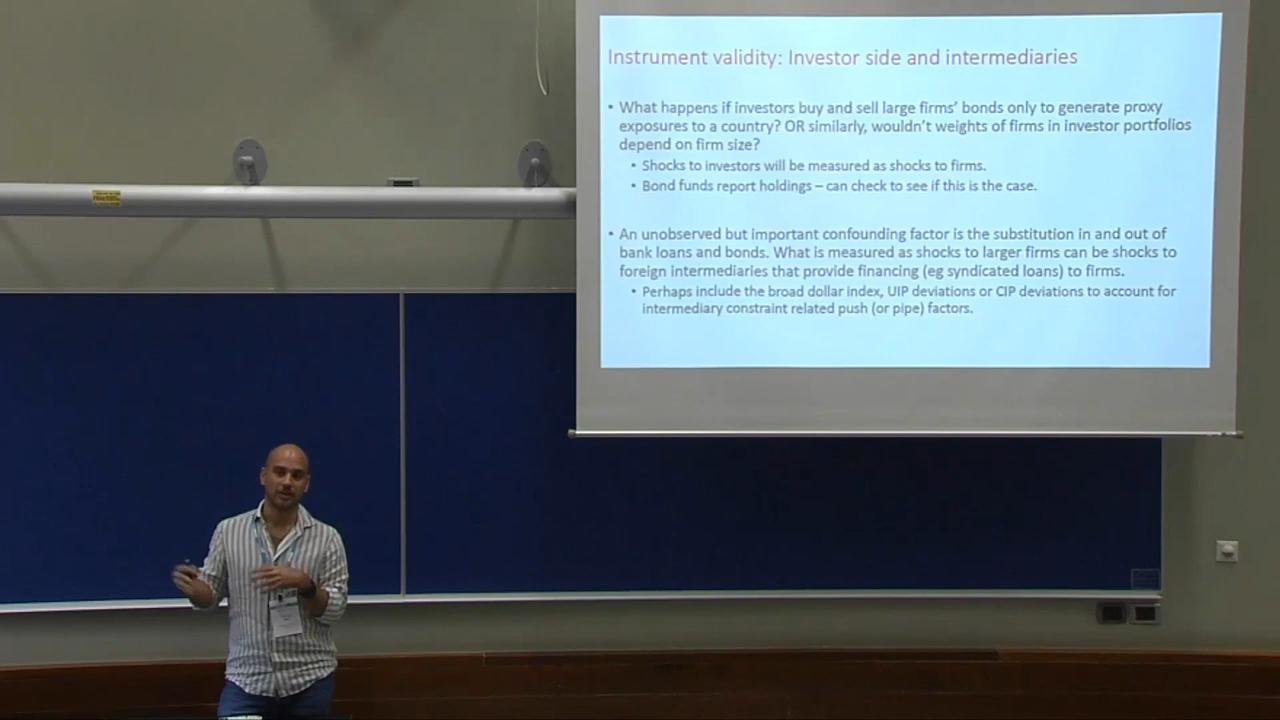 Instrument validity: Investor side and intermediaries
• What happens if investors buy and sell large firms' bonds only to generate proxy
exposures to a country? OR similarly, wouldn't weights of firms in investor portfolios
depend on firm size?
• Shocks to investors will be measured as shocks to firms.
• Bond funds report holdings – can check to see if this is the case.
• An unobserved but important confounding factor is the substitution in and out of
bank loans and bonds. What is measured as shocks to larger firms can be shocks to
foreign intermediaries that provide financing (eg syndicated loans) to firms.
• Perhaps include the broad dollar index, UIP deviations or CIP deviations to account for
intermediary constraint related push (or pipe) factors.